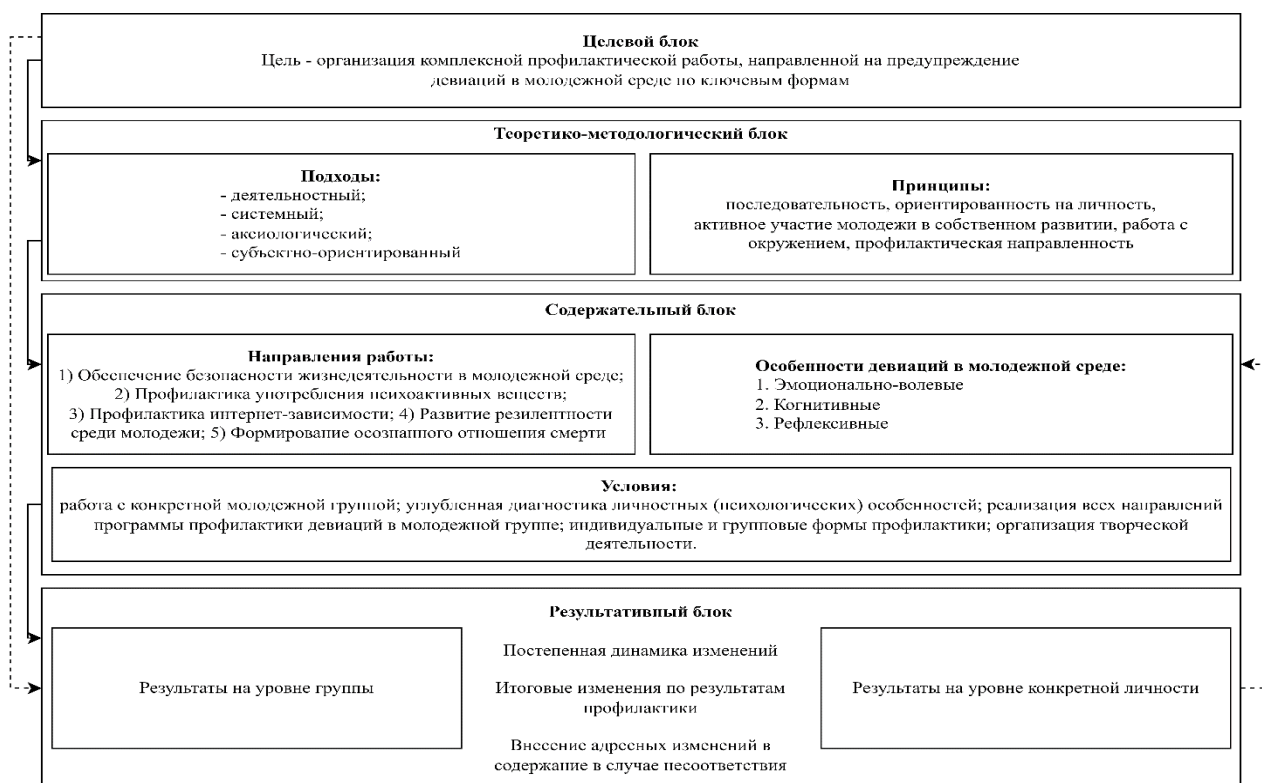 Целевой блок
Цель - организация комплексной профилактической работы, направленной на предупреждение
девиаций в молодежной среде по ключевым формам
Теоретико-методологический блок
Подходы:
- деятельностный;
- системный;
- аксиологический;
- субъектно-ориентированный
Принципы:
последовательность, ориентированность на личность,
активное участие молодежи в собственном развитии, работа с
окружением, профилактическая направленность
Содержательный блок
Направления работы:
1) Обеспечение безопасности жизнедеятельности в молодежной среде;
2) Профилактика употребления психоактивных веществ;
3) Профилактика интернет-зависимости; 4) Развитие резилентности
среди молодежи; 5) Формирование осознанного отношения смерти
Особенности девиаций в молодежной среде:
1. Эмоционально-волевые
2. Когнитивные
3. Рефлексивные
Условия:
работа с конкретной молодежной группой; углубленная диагностика личностных (психологических) особенностей; реализация всех направлений
программы профилактики девиаций в молодежной группе; индивидуальные и групповые формы профилактики; организация творческой
деятельности.
Результативный блок
Результаты на уровне группы
Постепенная динамика изменений
Итоговые изменения по результатам
профилактики
Внесение адресных изменений в
содержание в случае несоответствия
Результаты на уровне конкретной личности